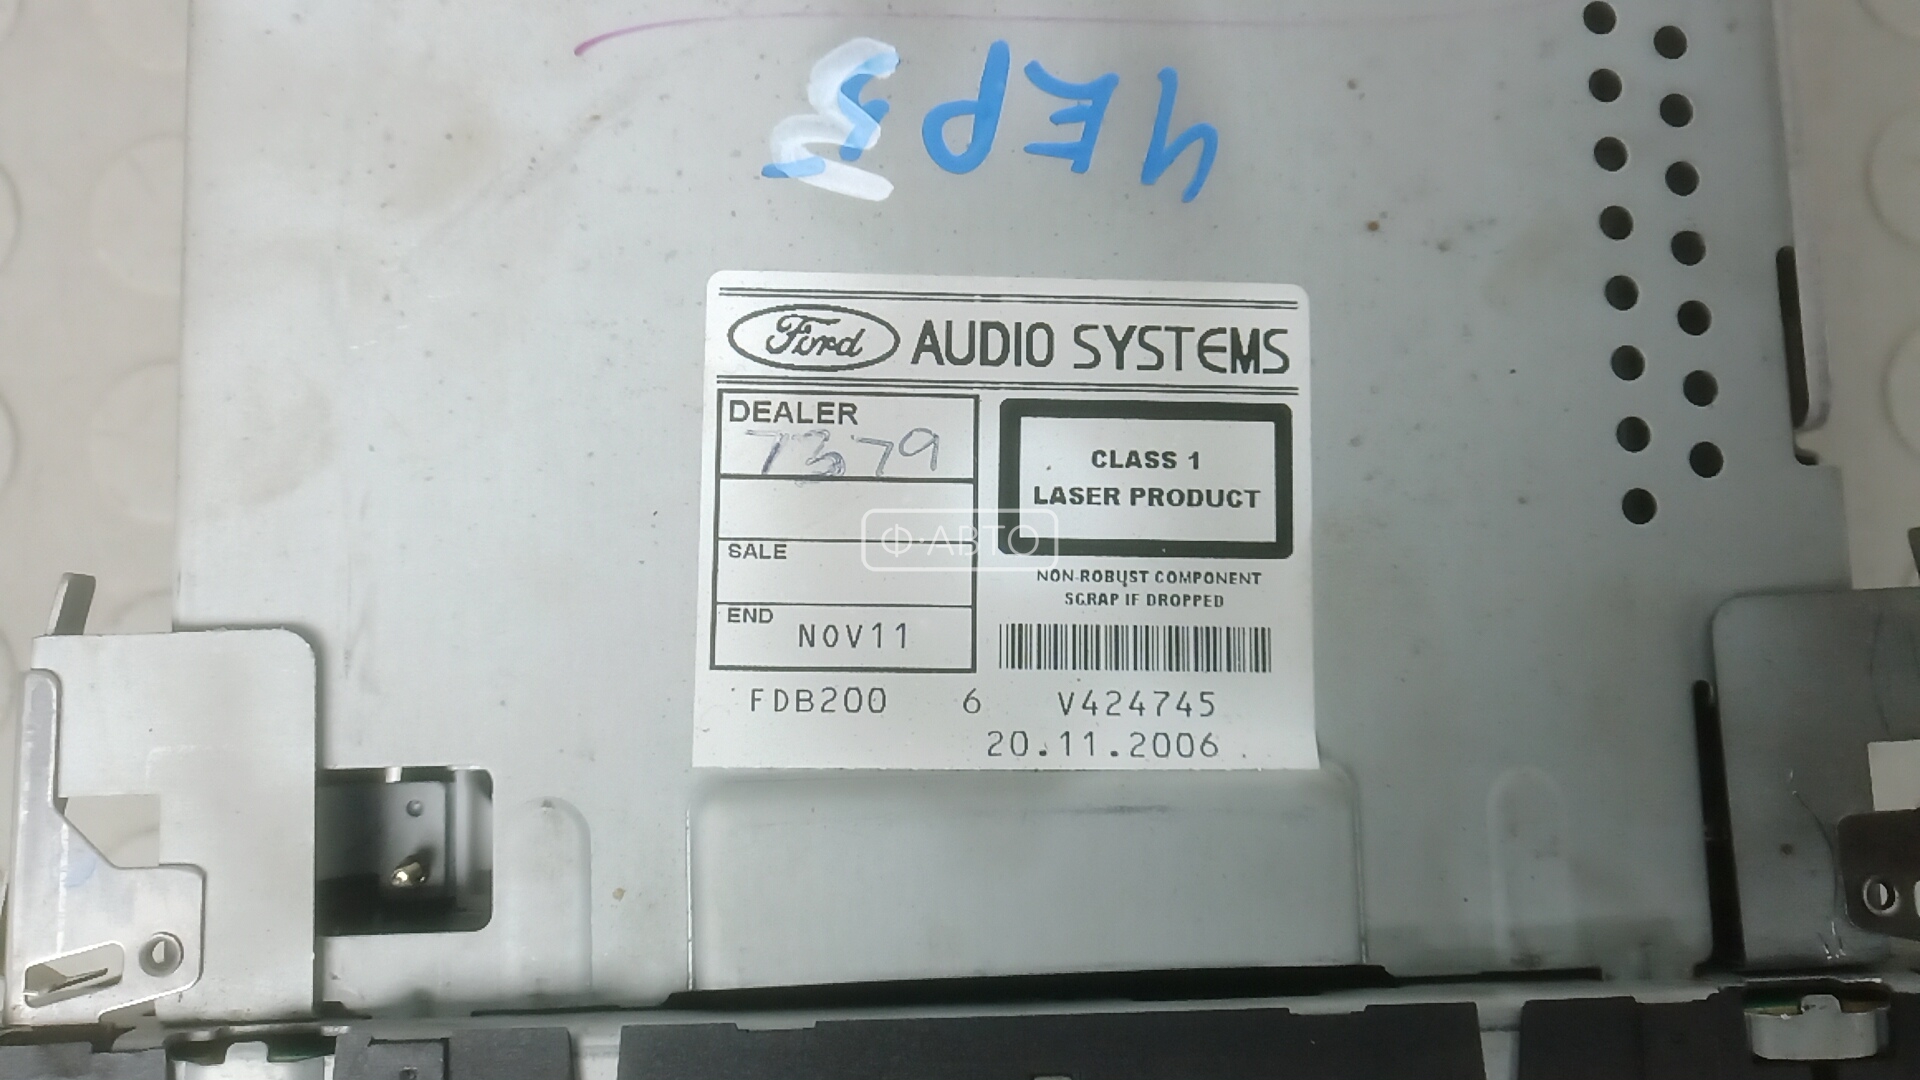 ЧЕРЗ
Ford AUDIO SYSTEMS
DEALER
7379
SALE
END
NOV11
CLASS 1
LASER PRODUCT
NON-ROBUST COMPONENT
SCRAP IF DROPPED
FDB200 6 V424745
20.11.2006
Ф·АВТО